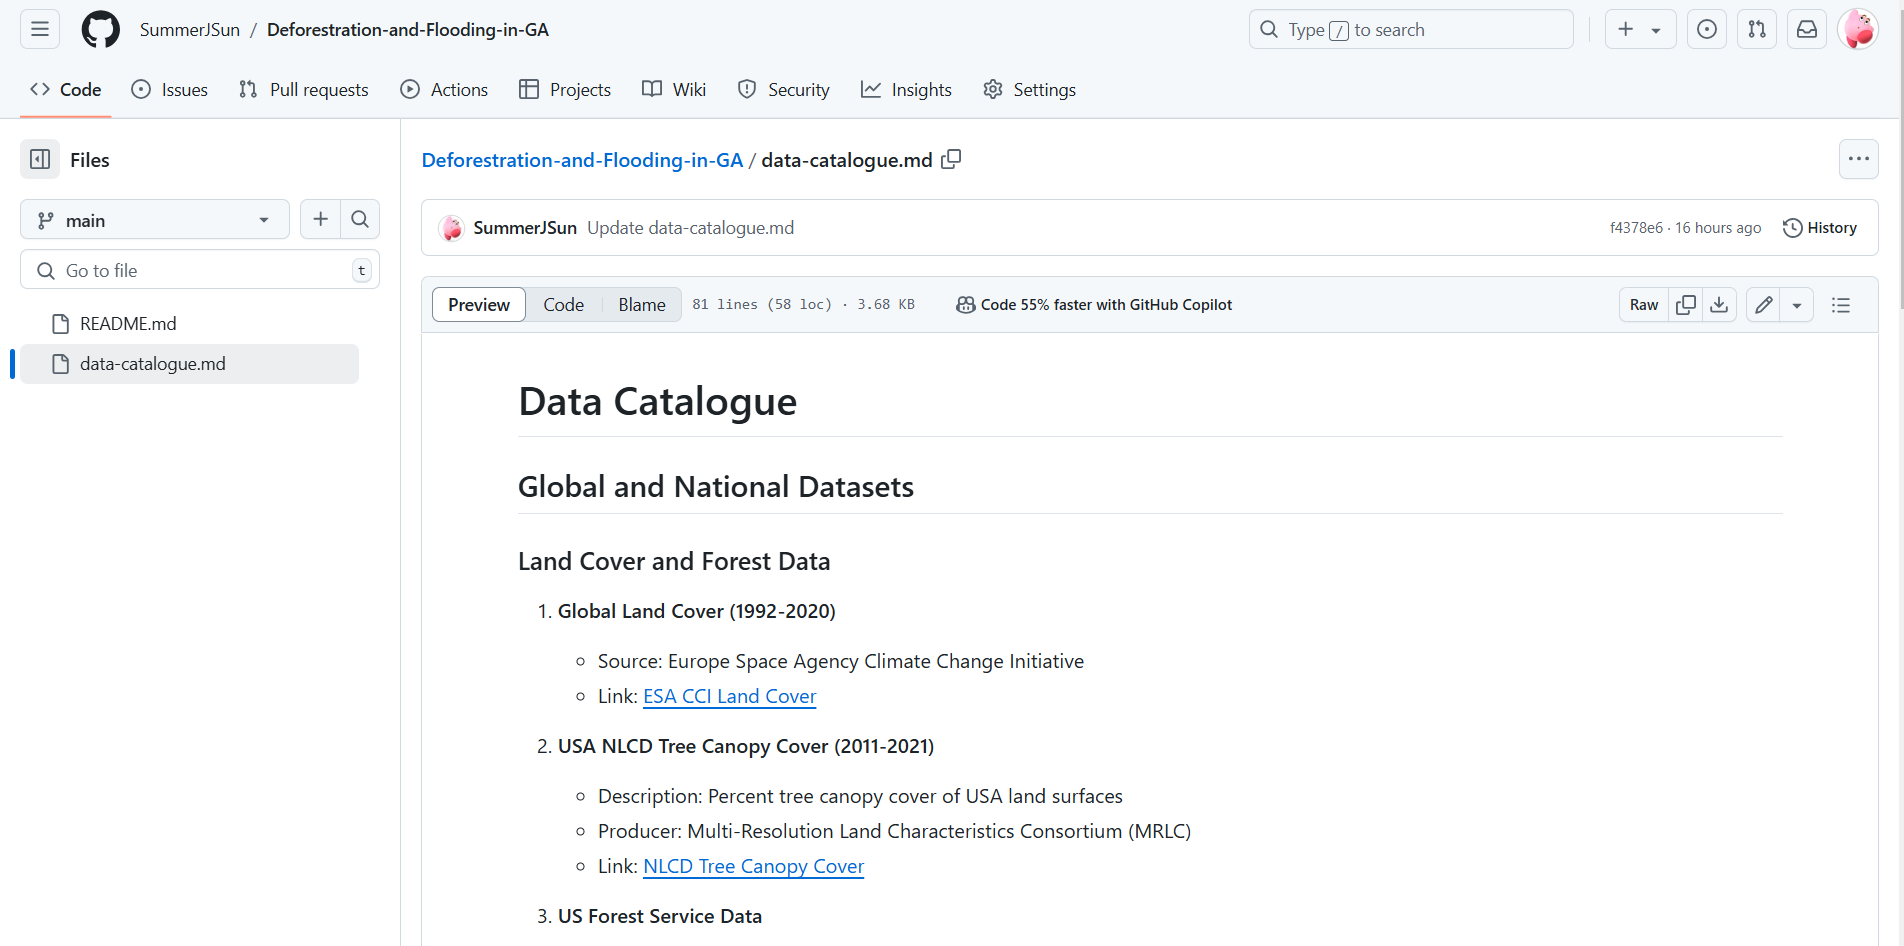 SummerJSun / Deforestration-and-Flooding-in-GA
Type / to search
Code Issues Pull requests Actions Projects Wiki Security Insights Settings
Files
main
Go to file t
README.md
data-catalogue.md
Deforestration-and-Flooding-in-GA / data-catalogue.md
SummerJSun Update data-catalogue.md f4378e6 · 16 hours ago History
Preview Code Blame 81 lines (58 loc) · 3.68 KB Code 55% faster with GitHub Copilot Raw
Data Catalogue
Global and National Datasets
Land Cover and Forest Data
1. Global Land Cover (1992-2020)
Source: Europe Space Agency Climate Change Initiative
Link: ESA CCI Land Cover
2. USA NLCD Tree Canopy Cover (2011-2021)
Description: Percent tree canopy cover of USA land surfaces
Producer: Multi-Resolution Land Characteristics Consortium (MRLC)
Link: NLCD Tree Canopy Cover
3. US Forest Service Data